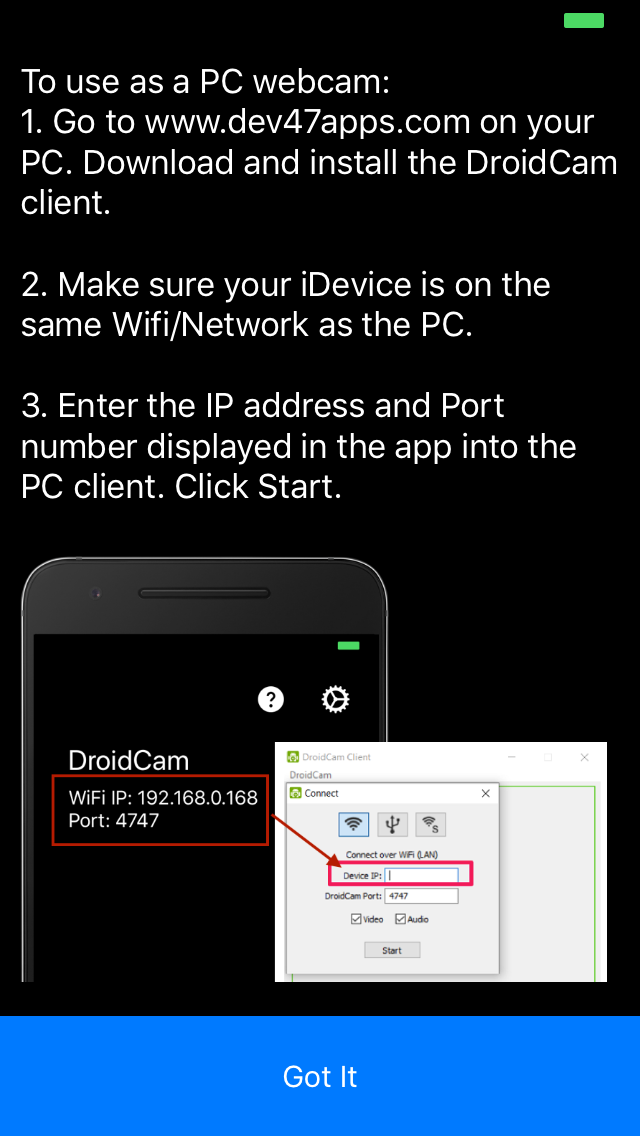 To use as a PC webcam:
1. Go to www.dev47apps.com on your
PC. Download and install the DroidCam
client.
2. Make sure your iDevice is on the
same Wifi/Network as the PC.
3. Enter the IP address and Port
number displayed in the app into the
PC client. Click Start.
?
DroidCam
WiFi IP: 192.168.0.168
Port: 4747
DroidCam Client
DroidCam
Connect
S
Connect over WiFi (LAN)
Device IP:
DroidCam Port: 4747
Video Audio
Start
Got It